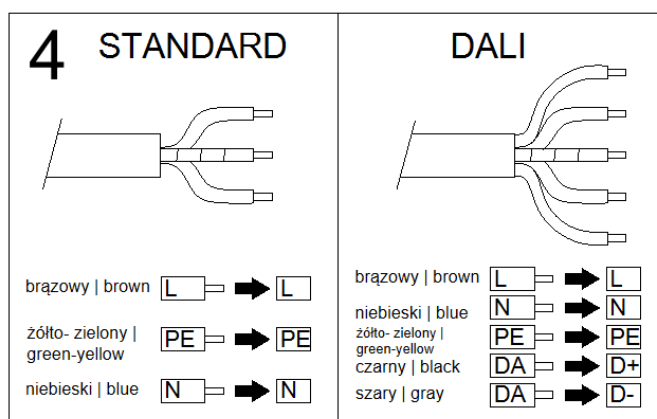 4 STANDARD
brązowy | brown L L
żółto- zielony |
green-yellow PE PE
niebieski | blue N N
DALI
brązowy | brown L L
niebieski | blue N N
żółto- zielony |
green-yellow PE PE
czarny | black DA D+
szary | gray DA D-